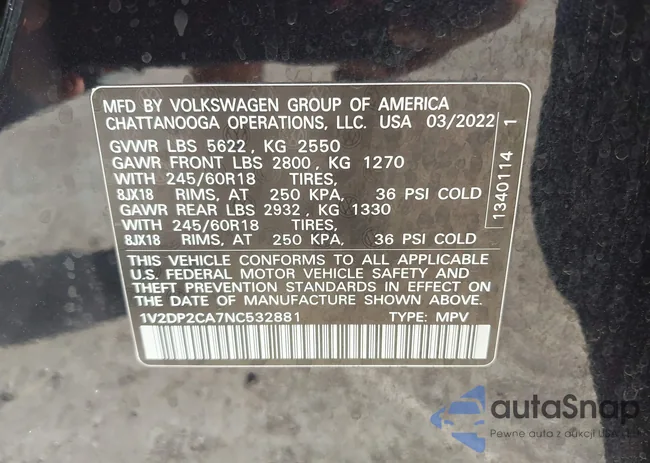 MFD BY VOLKSWAGEN GROUP OF AMERICA
CHATTANOOGA OPERATIONS, LLC. USA 03/2022
GVWR LBS 5622, KG 2550
GAWR FRONT LBS 2800, KG 1270
WITH 245/60R18 TIRES,
8JX18 RIMS, AT 250 KPA, 36 PSI COLD
GAWR REAR LBS 2932, KG 1330
WITH 245/60R18 TIRES,
8JX18 RIMS, AT 250 KPA, 36 PSI COLD
THIS VEHICLE CONFORMS TO ALL APPLICABLE
U.S. FEDERAL MOTOR VEHICLE SAFETY AND
THEFT PREVENTION STANDARDS IN EFFECT ON
THE DATE OF MANUFACTURE SHOWN ABOVE.
1V2DP2CA7NC532881 TYPE: MPV
1340114 1
autaSnap
Pewne auta z aukcji USA